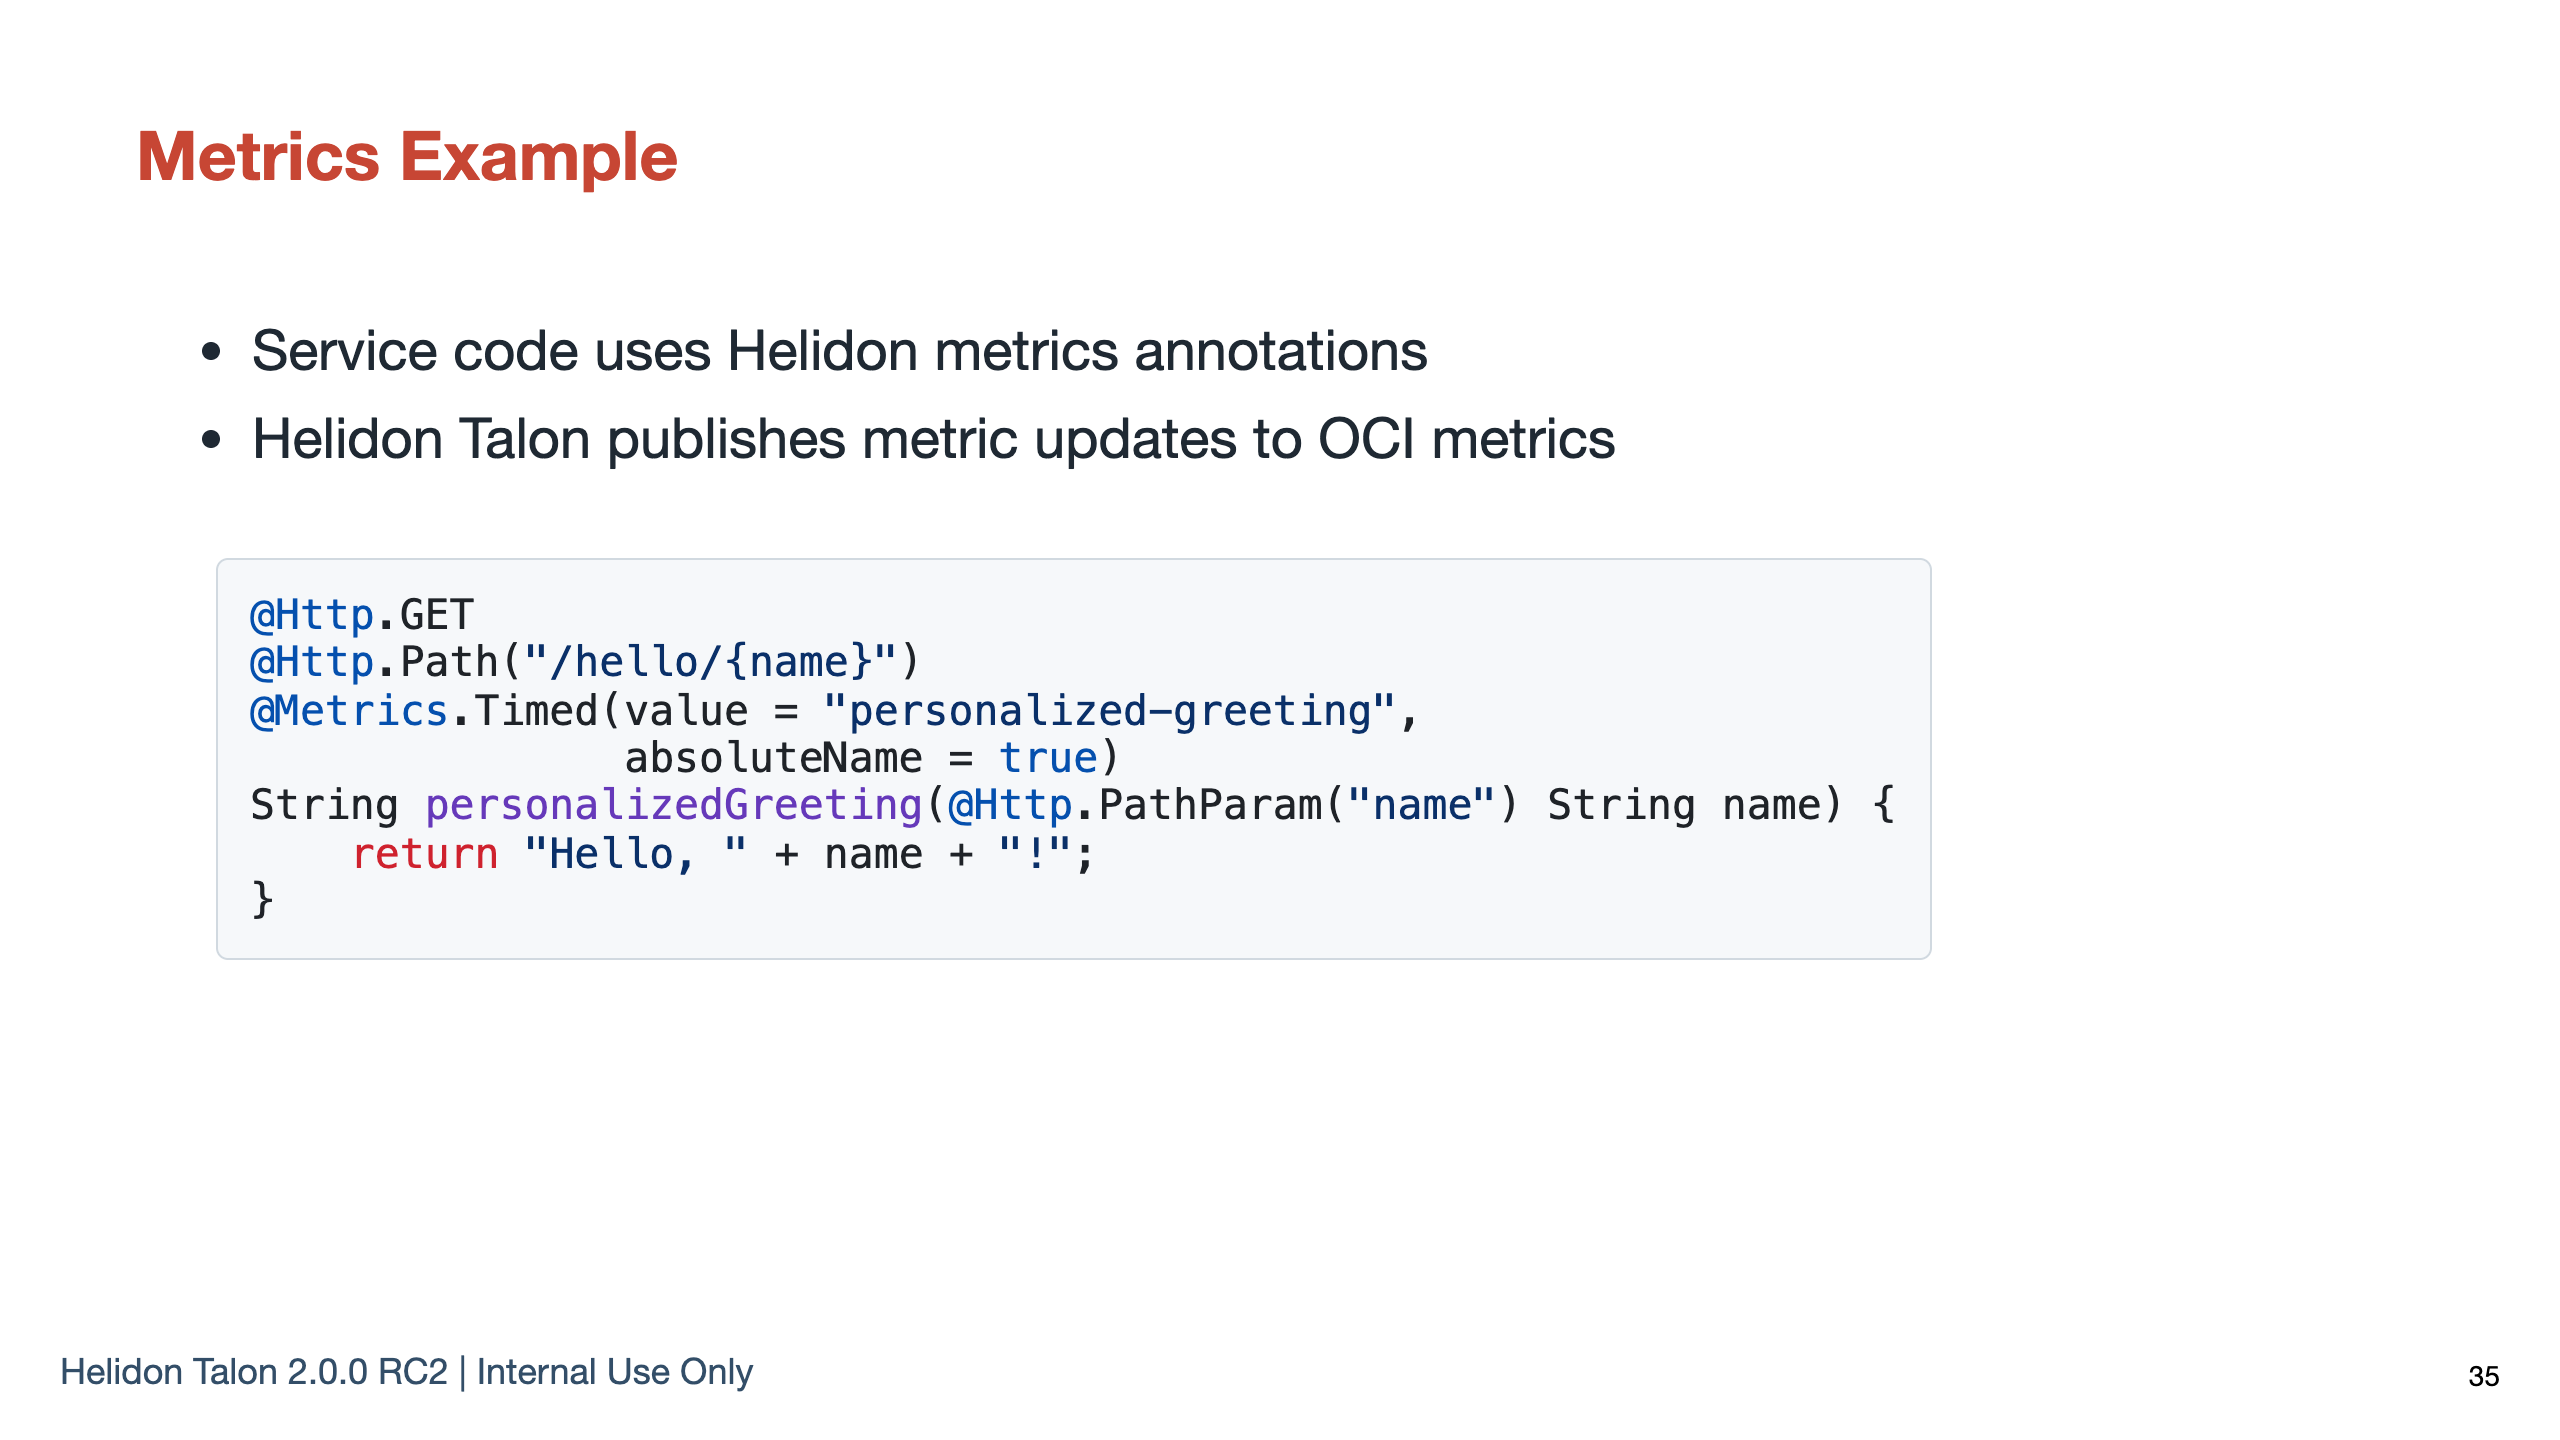 Metrics Example
• Service code uses Helidon metrics annotations
• Helidon Talon publishes metric updates to OCI metrics
@Http.GET
@Http.Path("/hello/{name}")
@Metrics.Timed(value = "personalized-greeting",
               absoluteName = true)
String personalizedGreeting(@Http.PathParam("name") String name) {
    return "Hello, " + name + "!";
}
Helidon Talon 2.0.0 RC2 | Internal Use Only
35